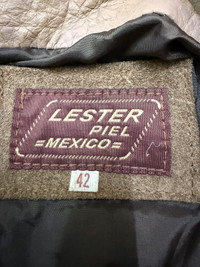 LESTER
PIEL
=MEXICO=
42